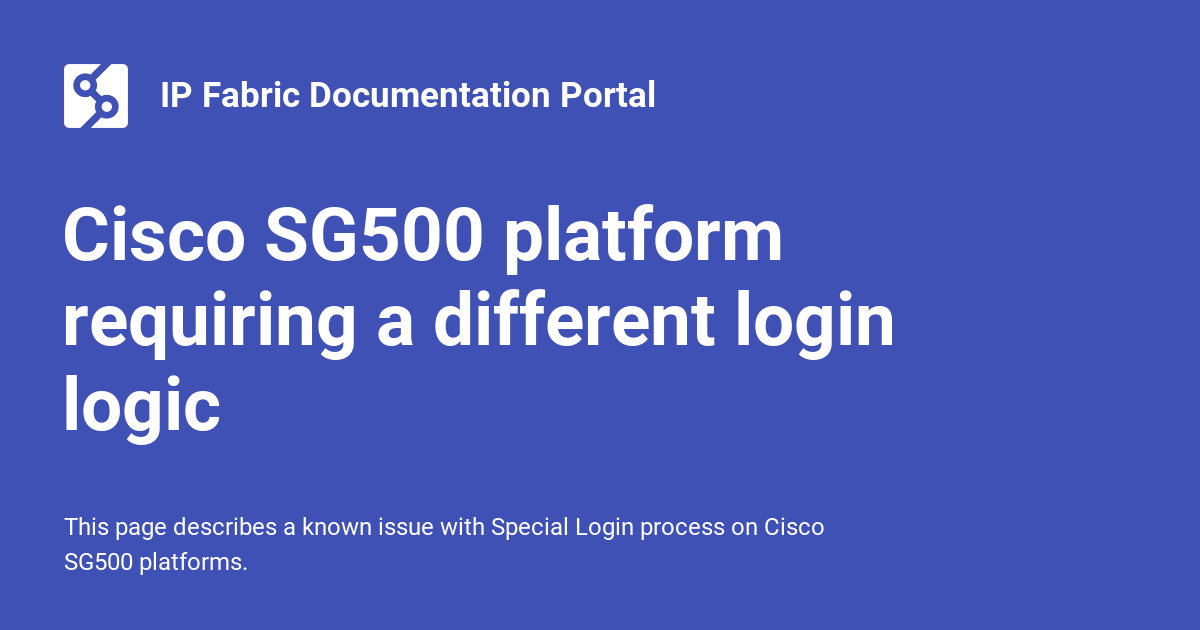 IP Fabric Documentation Portal
Cisco SG500 platform
requiring a different login
logic
This page describes a known issue with Special Login process on Cisco
SG500 platforms.